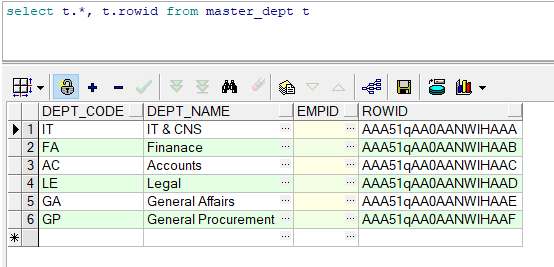 select t.*, t.rowid from master_dept t
DEPT_CODE DEPT_NAME EMPID ROWID
1 IT IT & CNS ... AAA51qAA0AANWIHAAA
2 FA Finanace ... AAA51qAA0AANWIHAAB
3 AC Accounts ... AAA51qAA0AANWIHAAC
4 LE Legal ... AAA51qAA0AANWIHAAD
5 GA General Affairs ... AAA51qAA0AANWIHAAE
6 GP General Procurement ... AAA51qAA0AANWIHAAF